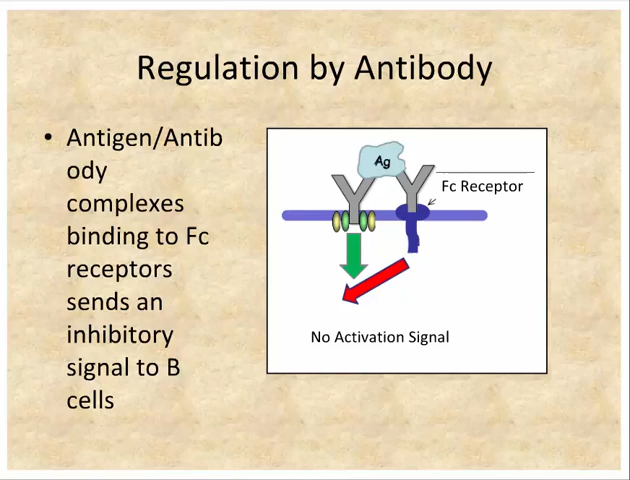 Regulation by Antibody
• Antigen/Antib
ody
complexes
binding to Fc
receptors
sends an
inhibitory
signal to B
cells
Ag
Fc Receptor
No Activation Signal